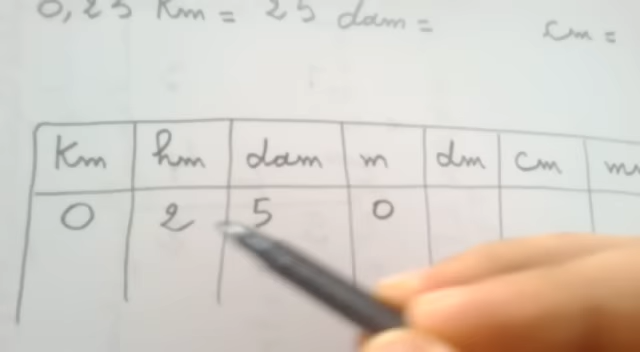 0,25 Km = 25 dam = cm =
Km hm dam m dm cm
0 2 5 0